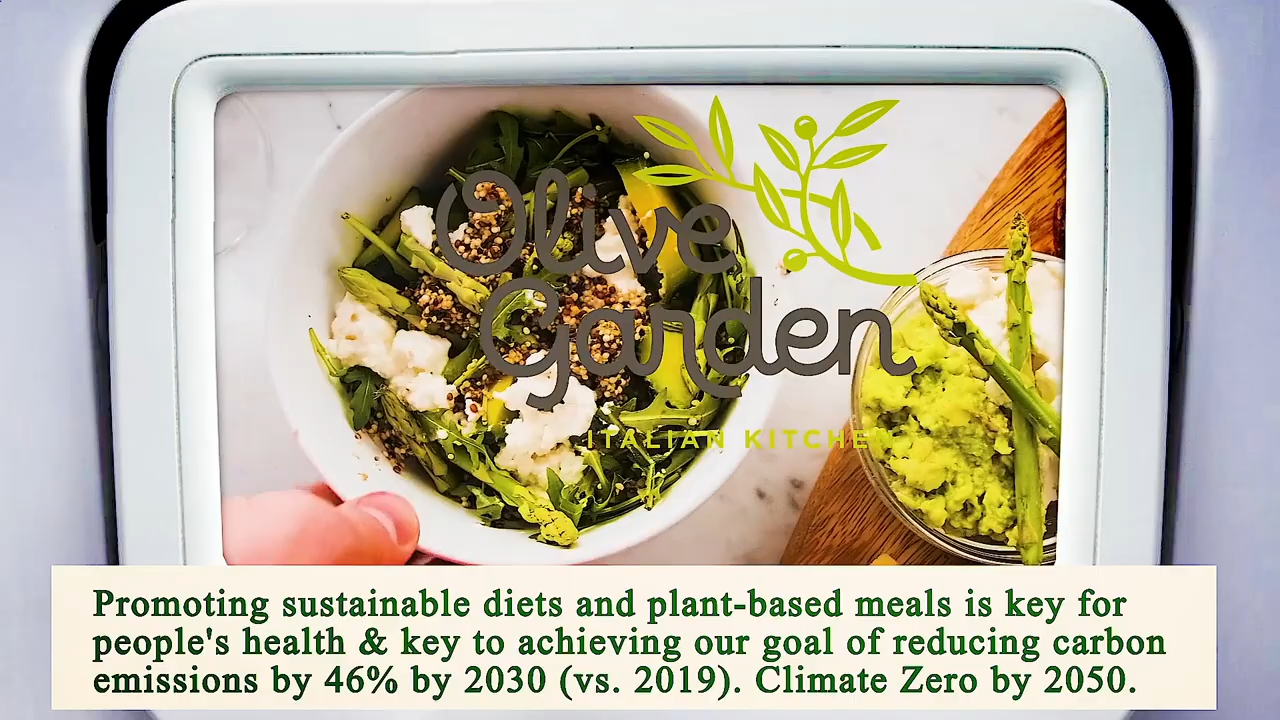 Olive
Garden
ITALIAN KITCHEN
Promoting sustainable diets and plant-based meals is key for
people's health & key to achieving our goal of reducing carbon
emissions by 46% by 2030 (vs. 2019). Climate Zero by 2050.